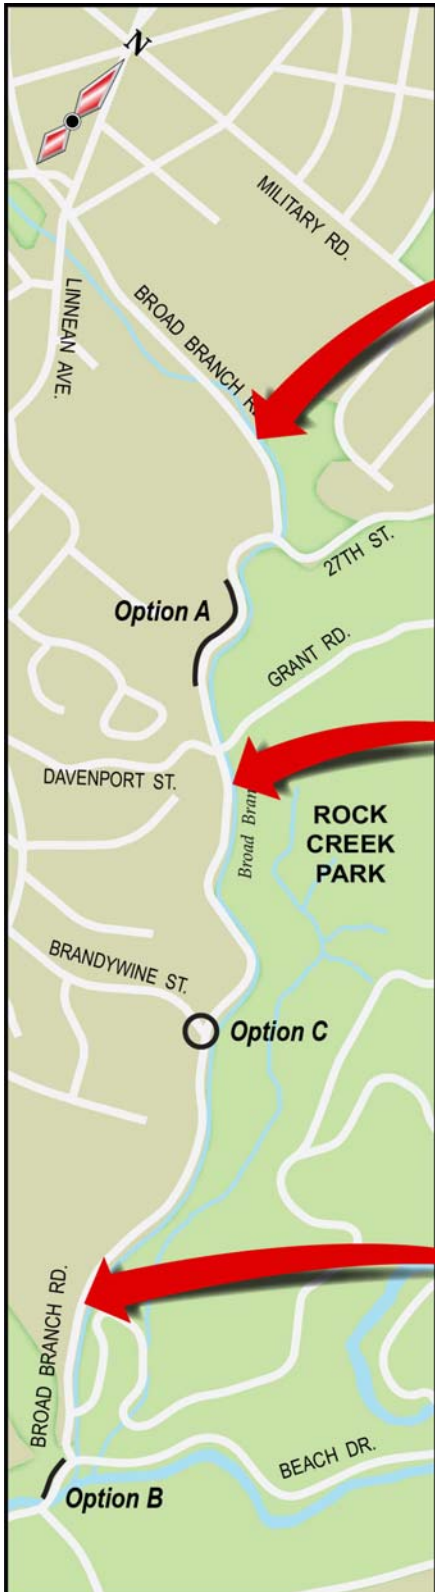 N
MILITARY RD.
LINNEAN AVE.
BROAD BRANCH R
27TH ST.
Option A
GRANT RD.
DAVENPORT ST.
Broad Bran
ROCK
CREEK
PARK
BRANDYWINE ST.
Option C
BROAD BRANCH RD.
BEACH DR.
Option B